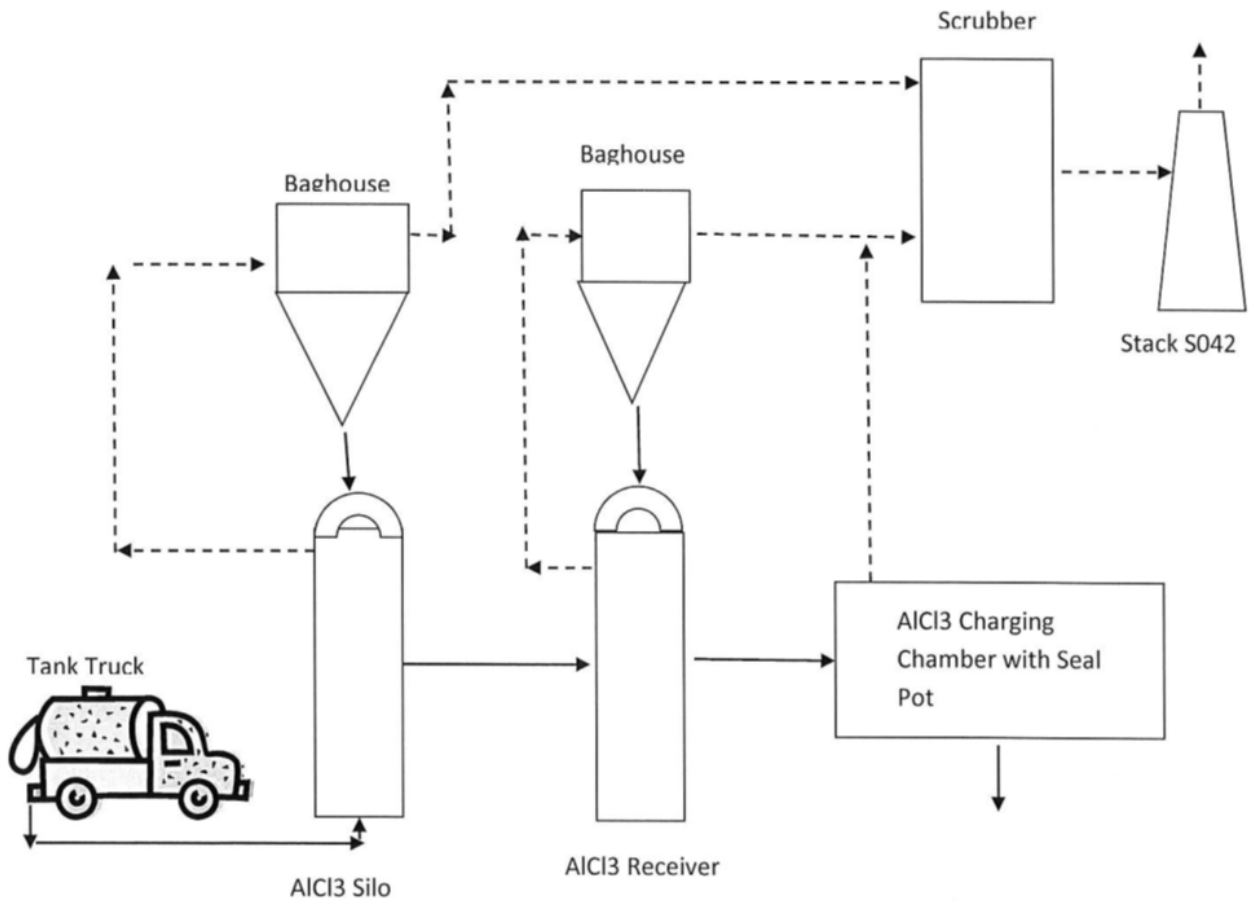 Scrubber
Baghouse
Baghouse
Stack S042
AlCl3 Charging
Chamber with Seal
Pot
Tank Truck
AlCl3 Receiver
AlCl3 Silo